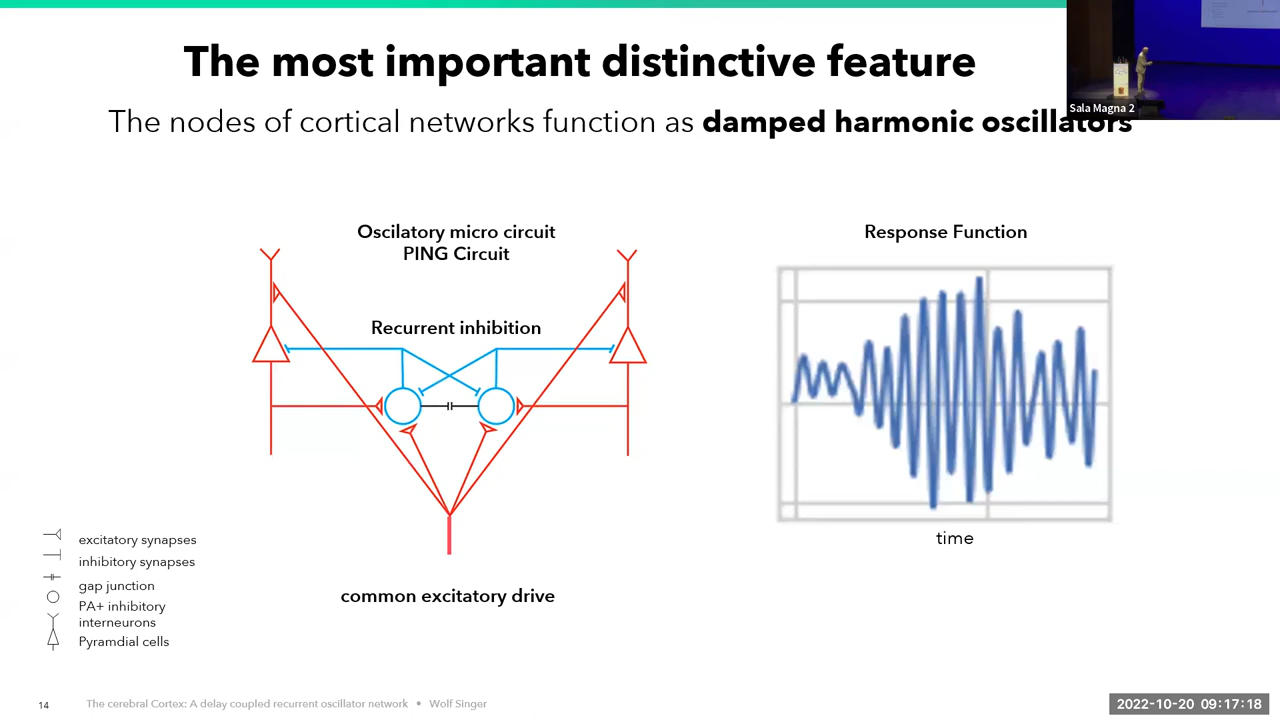 The most important distinctive feature
Sala Magna 2
The nodes of cortical networks function as damped harmonic oscillators
Oscilatory micro circuit
PING Circuit
Response Function
Recurrent inhibition
time
common excitatory drive
excitatory synapses
inhibitory synapses
gap junction
PA+ inhibitory
interneurons
Pyramdial cells
14
The cerebral Cortex: A delay coupled recurrent oscillator network • Wolf Singer
2022-10-20 09:17:18